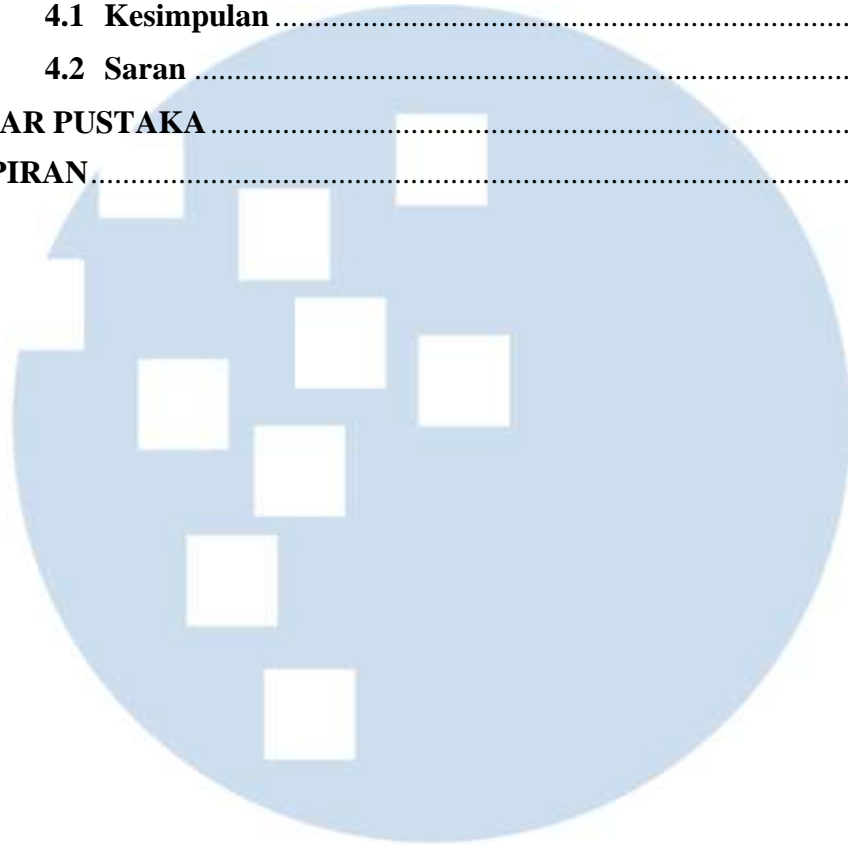 4.1 Kesimpulan................................................................................
4.2 Saran................................................................................
AR PUSTAKA................................................................................
PIRAN................................................................................